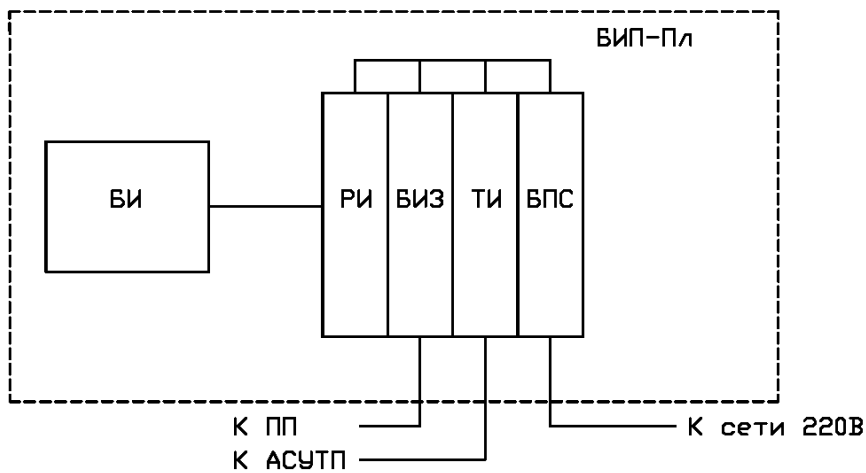 БИП-Пл
БИ
РИ
БИЗ
ТИ
БПС
К ПП
К сети 220В
К АСУТП